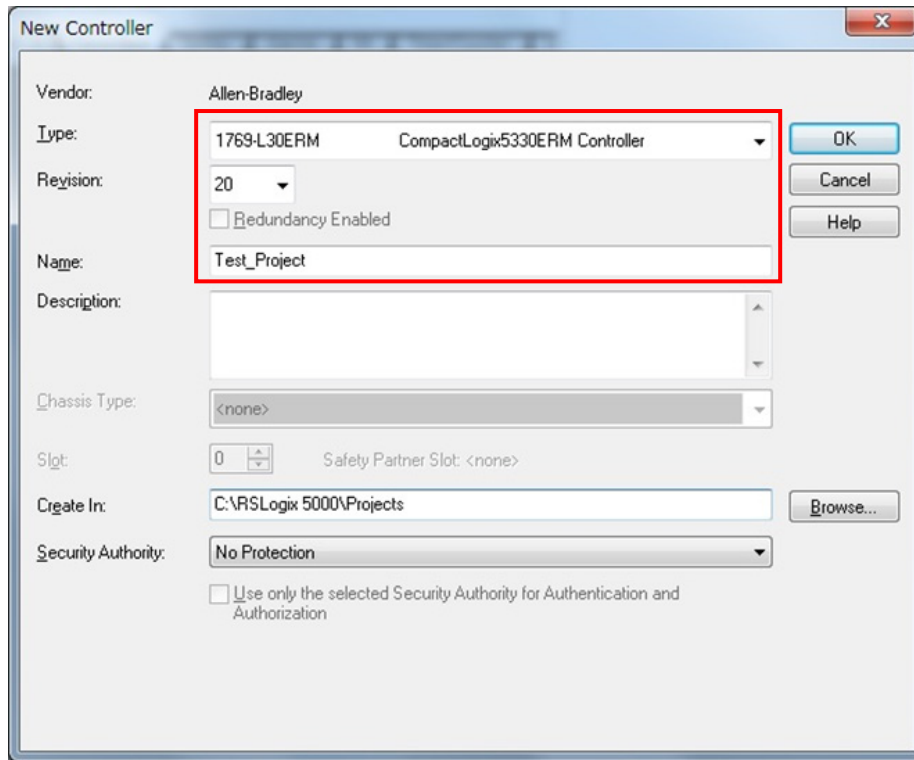 New Controller
Vendor: Allen-Bradley
Type: 1769-L30ERM CompactLogix5330ERM Controller OK
Revision: 20 Cancel
Redundancy Enabled Help
Name: Test_Project
Description:
Chassis Type: <none>
Slot: 0 Safety Partner Slot: <none>
Create In: C:\RSLogix 5000\Projects Browse...
Security Authority: No Protection
Use only the selected Security Authority for Authentication and
Authorization